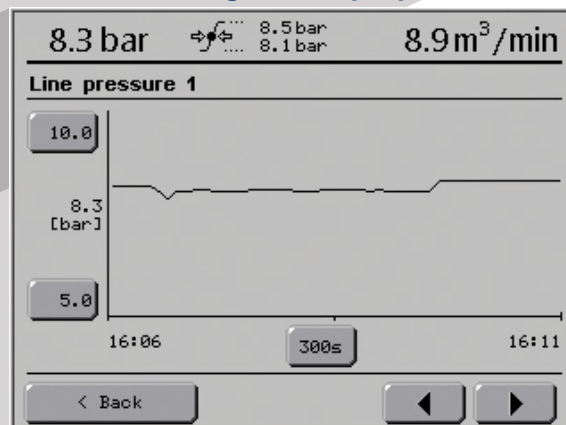 8.3 bar 8.5 bar 8.9 m³/min
8.1 bar
Line pressure 1
10.0
8.3
[bar]
5.0
16:06 300s 16:11
< Back